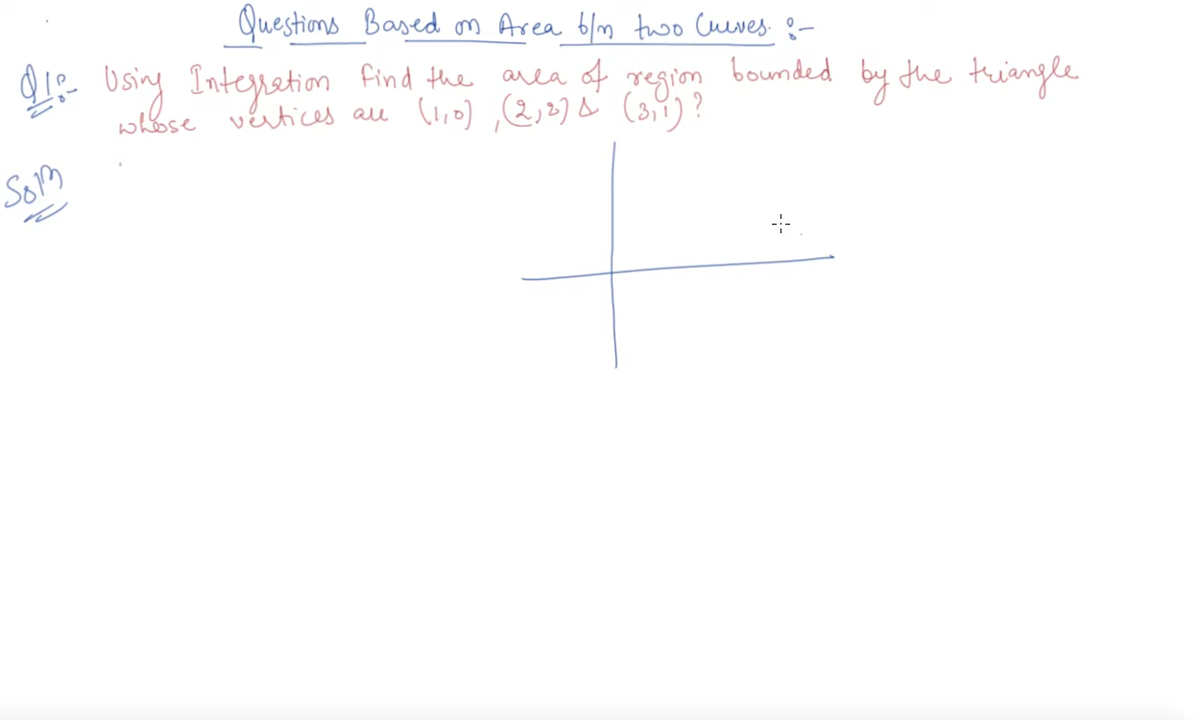 Questions Based on Area b/n two Curves :-
Q1:- Using Integration find the area of region bounded by the triangle
whose vertices are (1,0), (2,2) & (3,1) ?
Solⁿ